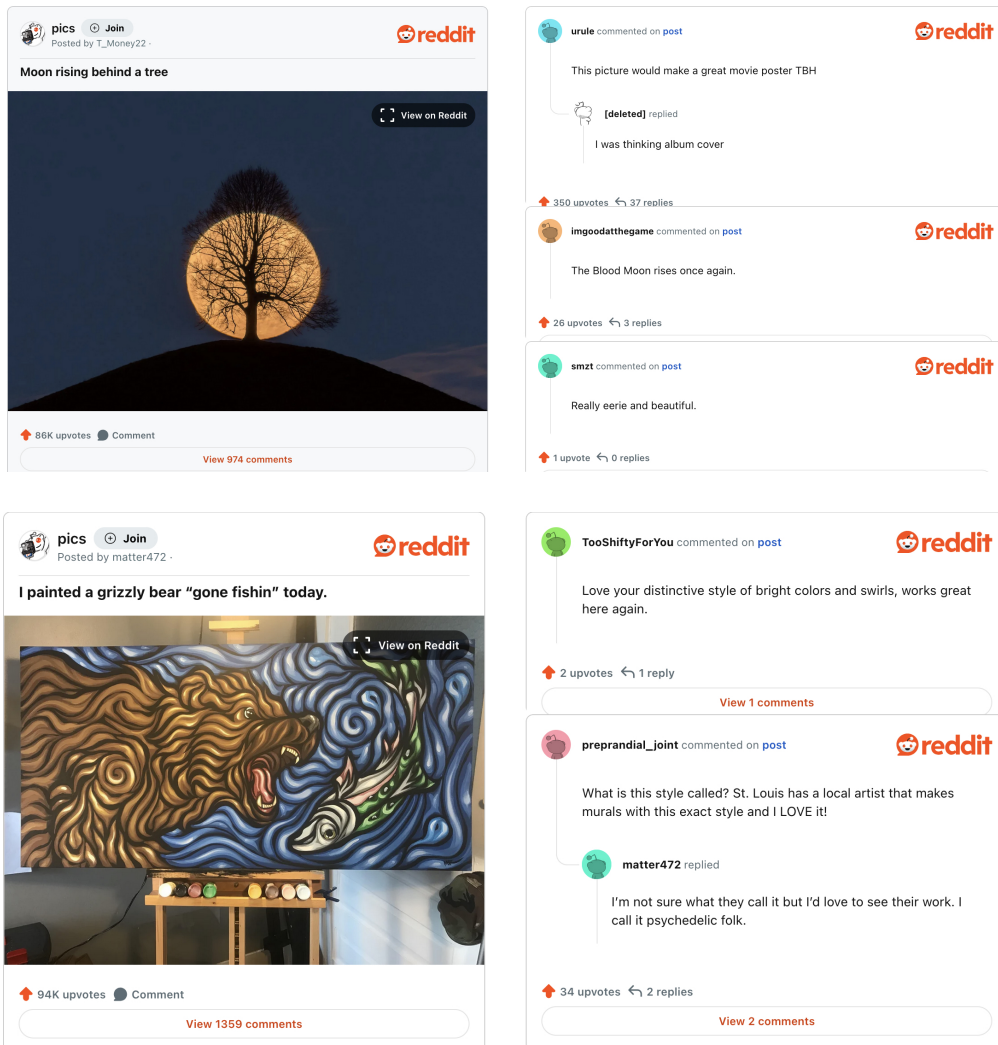 pics Join
Posted by T_Money22 ·
reddit
Moon rising behind a tree
View on Reddit
86K upvotes Comment
View 974 comments
urule commented on post
reddit
This picture would make a great movie poster TBH
[deleted] replied
I was thinking album cover
350 upvotes 37 replies
imgoodatthegame commented on post
reddit
The Blood Moon rises once again.
26 upvotes 3 replies
smzt commented on post
reddit
Really eerie and beautiful.
1 upvote 0 replies
pics Join
Posted by matter472 ·
reddit
I painted a grizzly bear “gone fishin” today.
View on Reddit
94K upvotes Comment
View 1359 comments
TooShiftyForYou commented on post
reddit
Love your distinctive style of bright colors and swirls, works great
here again.
2 upvotes 1 reply
View 1 comments
preprandial_joint commented on post
reddit
What is this style called? St. Louis has a local artist that makes
murals with this exact style and I LOVE it!
matter472 replied
I’m not sure what they call it but I’d love to see their work. I
call it psychedelic folk.
34 upvotes 2 replies
View 2 comments